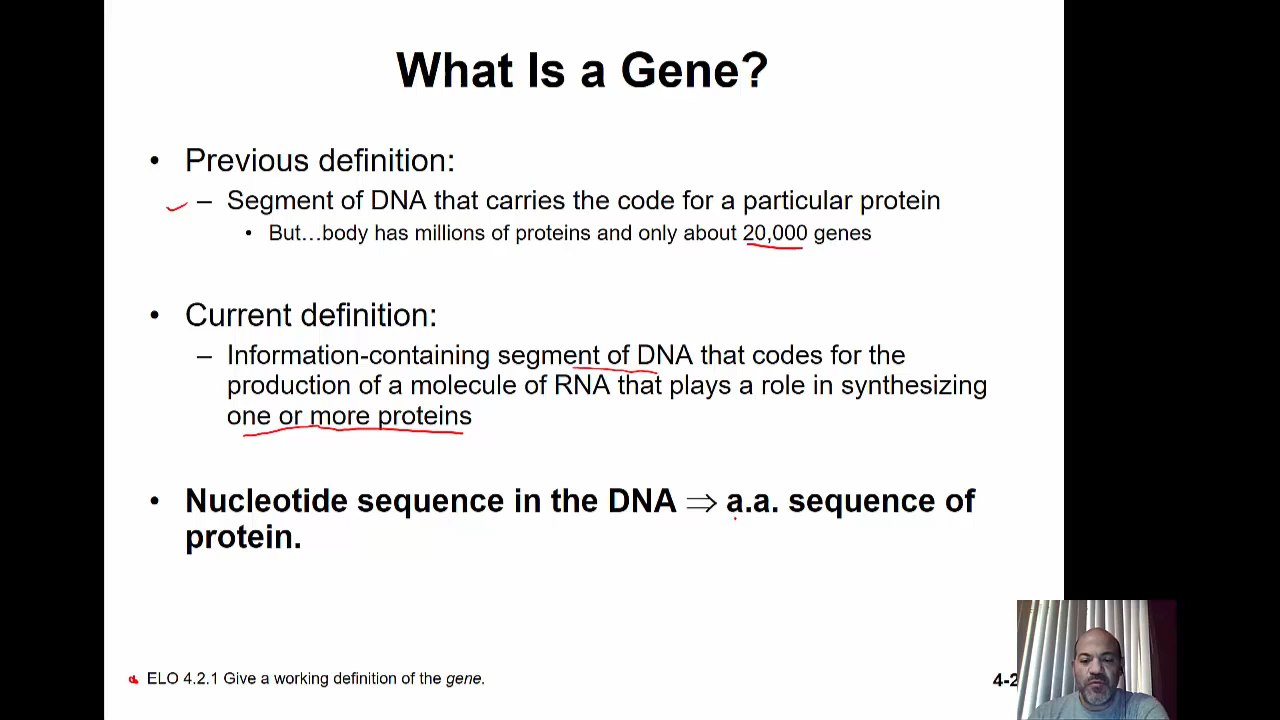 What Is a Gene?
• Previous definition:
– Segment of DNA that carries the code for a particular protein
• But…body has millions of proteins and only about 20,000 genes
• Current definition:
– Information-containing segment of DNA that codes for the
production of a molecule of RNA that plays a role in synthesizing
one or more proteins
• Nucleotide sequence in the DNA ⇒ a.a. sequence of
protein.
ELO 4.2.1 Give a working definition of the gene.